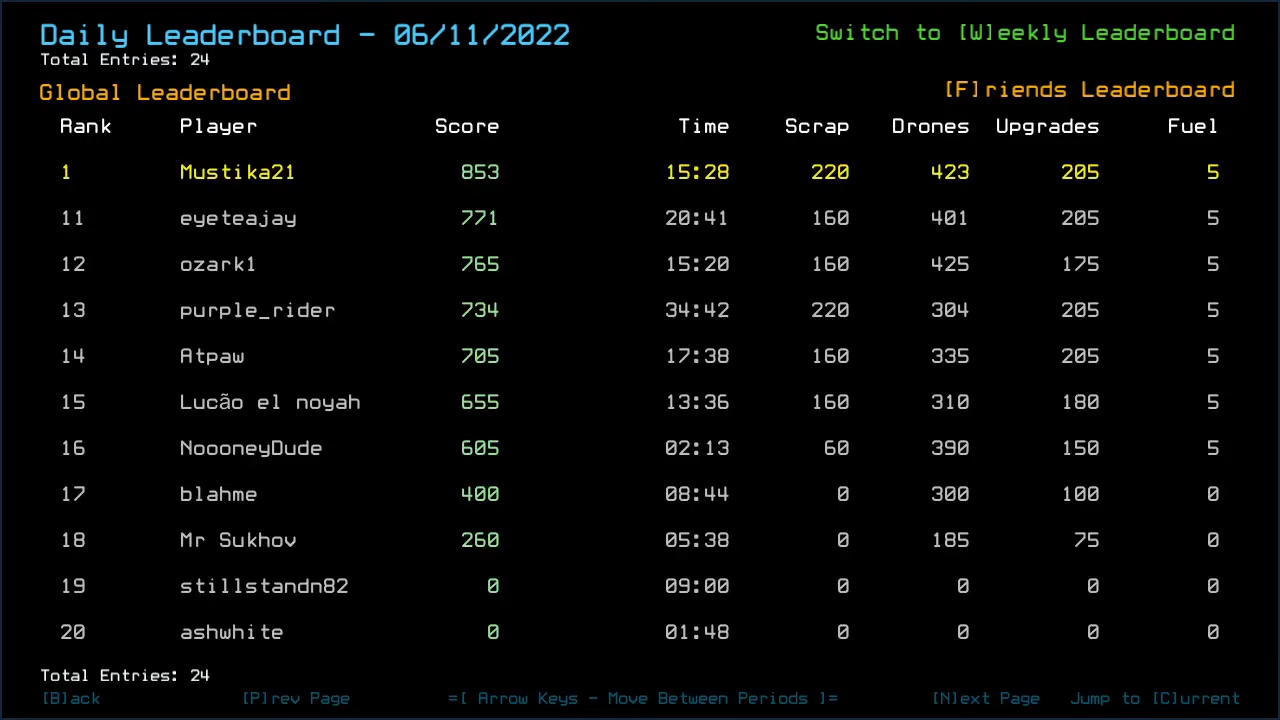 Daily Leaderboard - 06/11/2022 Switch to [W]eekly Leaderboard
Total Entries: 24
Global Leaderboard [F]riends Leaderboard
Rank Player Score Time Scrap Drones Upgrades Fuel
1 Mustika21 853 15:28 220 423 205 5
11 eyeteajay 771 20:41 160 401 205 5
12 ozark1 765 15:20 160 425 175 5
13 purple_rider 734 34:42 220 304 205 5
14 Atpaw 705 17:38 160 335 205 5
15 Lucão el noyah 655 13:36 160 310 180 5
16 NoooneyDude 605 02:13 60 390 150 5
17 blahme 400 08:44 0 300 100 0
18 Mr Sukhov 260 05:38 0 185 75 0
19 stillstandn82 0 09:00 0 0 0 0
20 ashwhite 0 01:48 0 0 0 0
Total Entries: 24
[B]ack [P]rev Page =[ Arrow Keys - Move Between Periods ]= [N]ext Page Jump to [C]urrent